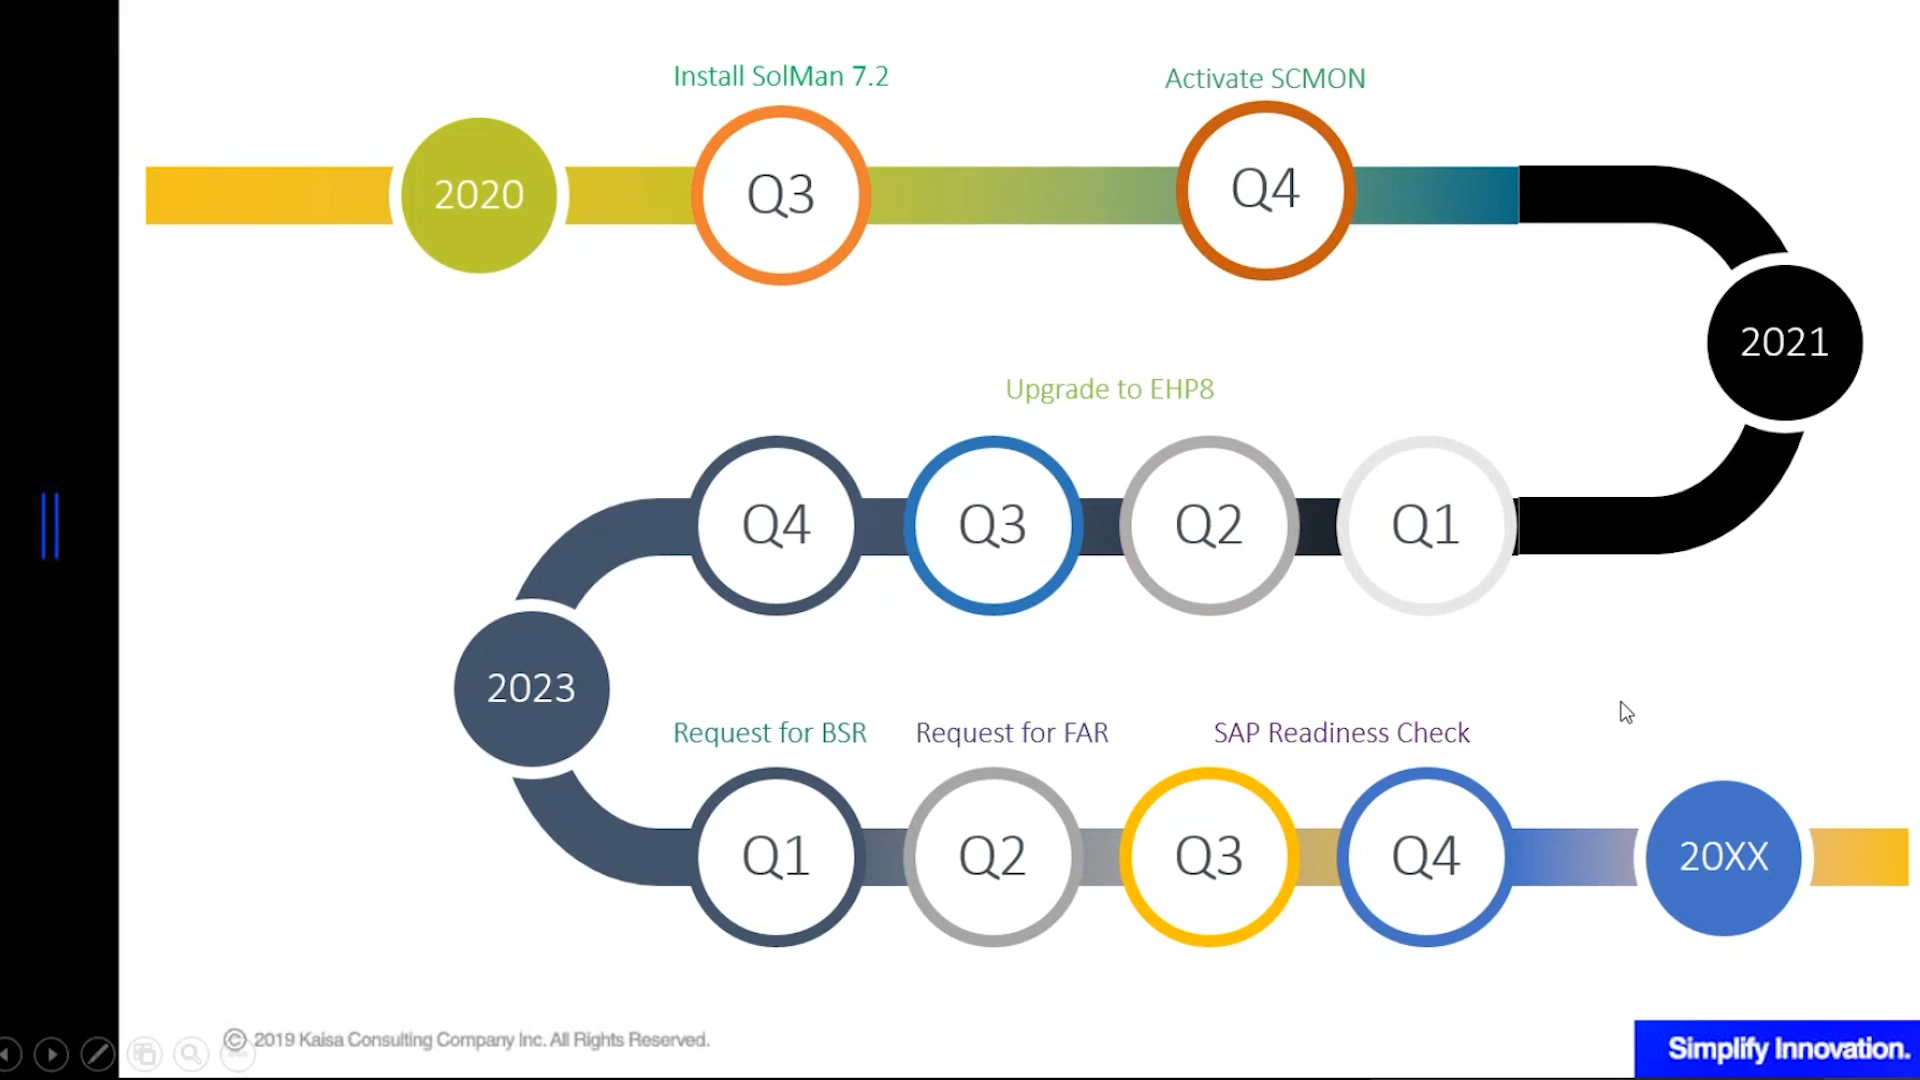 Install SolMan 7.2
Activate SCMON
2020
Q3
Q4
2021
Upgrade to EHP8
Q4
Q3
Q2
Q1
2023
Request for BSR
Request for FAR
SAP Readiness Check
Q1
Q2
Q3
Q4
20XX
© 2019 Kaisa Consulting Company Inc. All Rights Reserved.
Simplify Innovation.